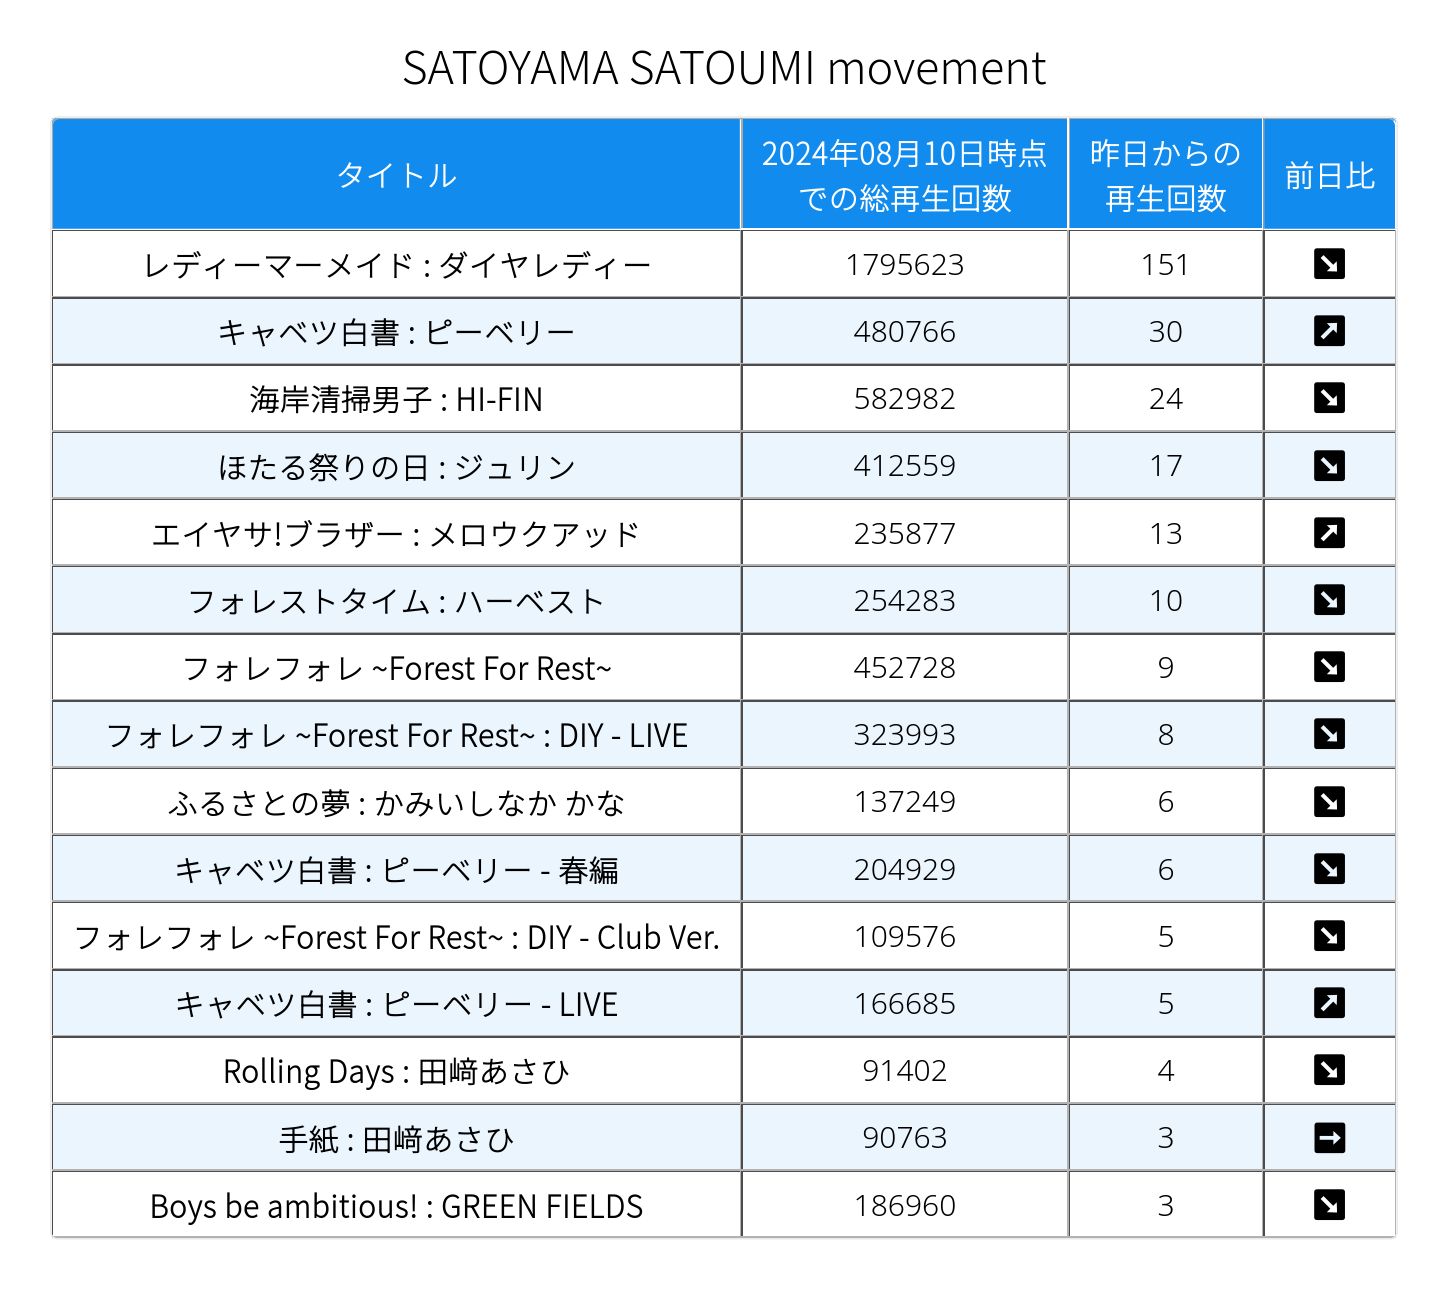 SATOYAMA SATOUMI movement
タイトル 2024年08月10日時点での総再生回数 昨日からの再生回数 前日比
レディーマーメイド : ダイヤレディー 1795623 151 ↘
キャベツ白書 : ピーベリー 480766 30 ↗
海岸清掃男子 : HI-FIN 582982 24 ↘
ほたる祭りの日 : ジュリン 412559 17 ↘
エイヤサ!ブラザー : メロウクアッド 235877 13 ↗
フォレストタイム : ハーベスト 254283 10 ↘
フォレフォレ ~Forest For Rest~ 452728 9 ↘
フォレフォレ ~Forest For Rest~ : DIY - LIVE 323993 8 ↘
ふるさとの夢 : かみいしなか かな 137249 6 ↘
キャベツ白書 : ピーベリー - 春編 204929 6 ↘
フォレフォレ ~Forest For Rest~ : DIY - Club Ver. 109576 5 ↘
キャベツ白書 : ピーベリー - LIVE 166685 5 ↗
Rolling Days : 田﨑あさひ 91402 4 ↘
手紙 : 田﨑あさひ 90763 3 →
Boys be ambitious! : GREEN FIELDS 186960 3 ↘